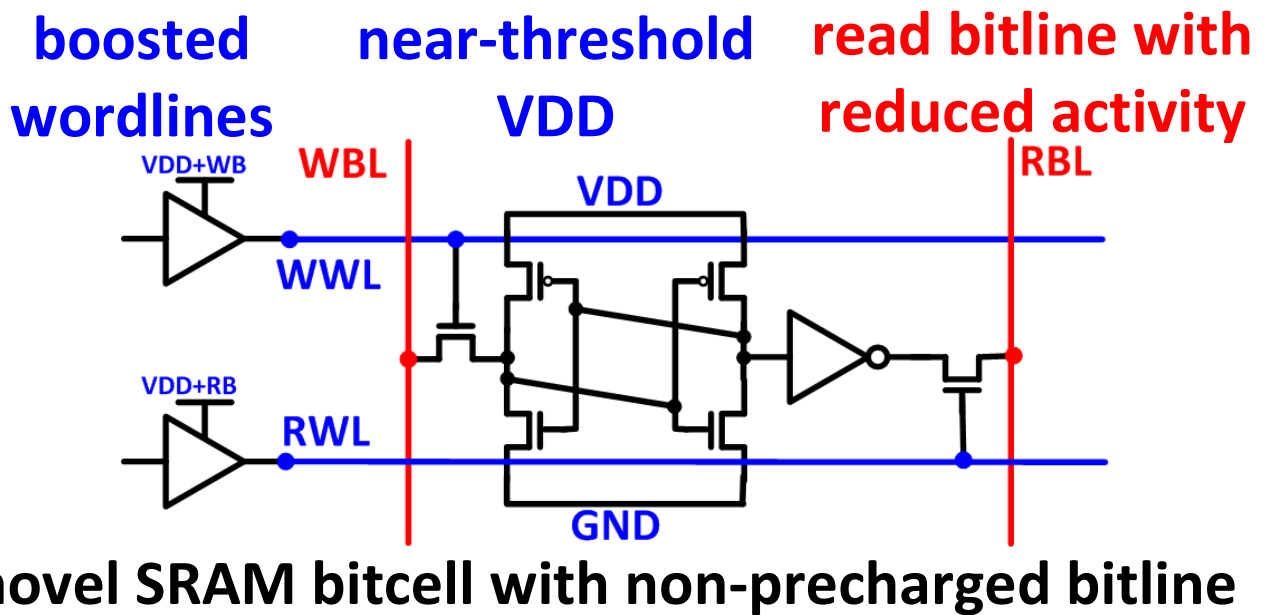 boosted
wordlines
near-threshold
VDD
read bitline with
reduced activity
VDD+WB
WBL
VDD
RBL
WWL
VDD+RB
RWL
GND
novel SRAM bitcell with non-precharged bitline